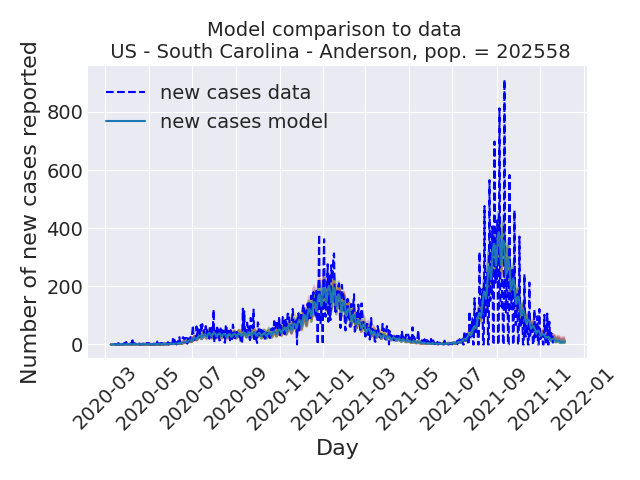 Model comparison to data
US - South Carolina - Anderson, pop. = 202558
new cases data
new cases model
Number of new cases reported
800
600
400
200
0
2020-03
2020-05
2020-07
2020-09
2020-11
2021-01
2021-03
2021-05
2021-07
2021-09
2021-11
2022-01
Day